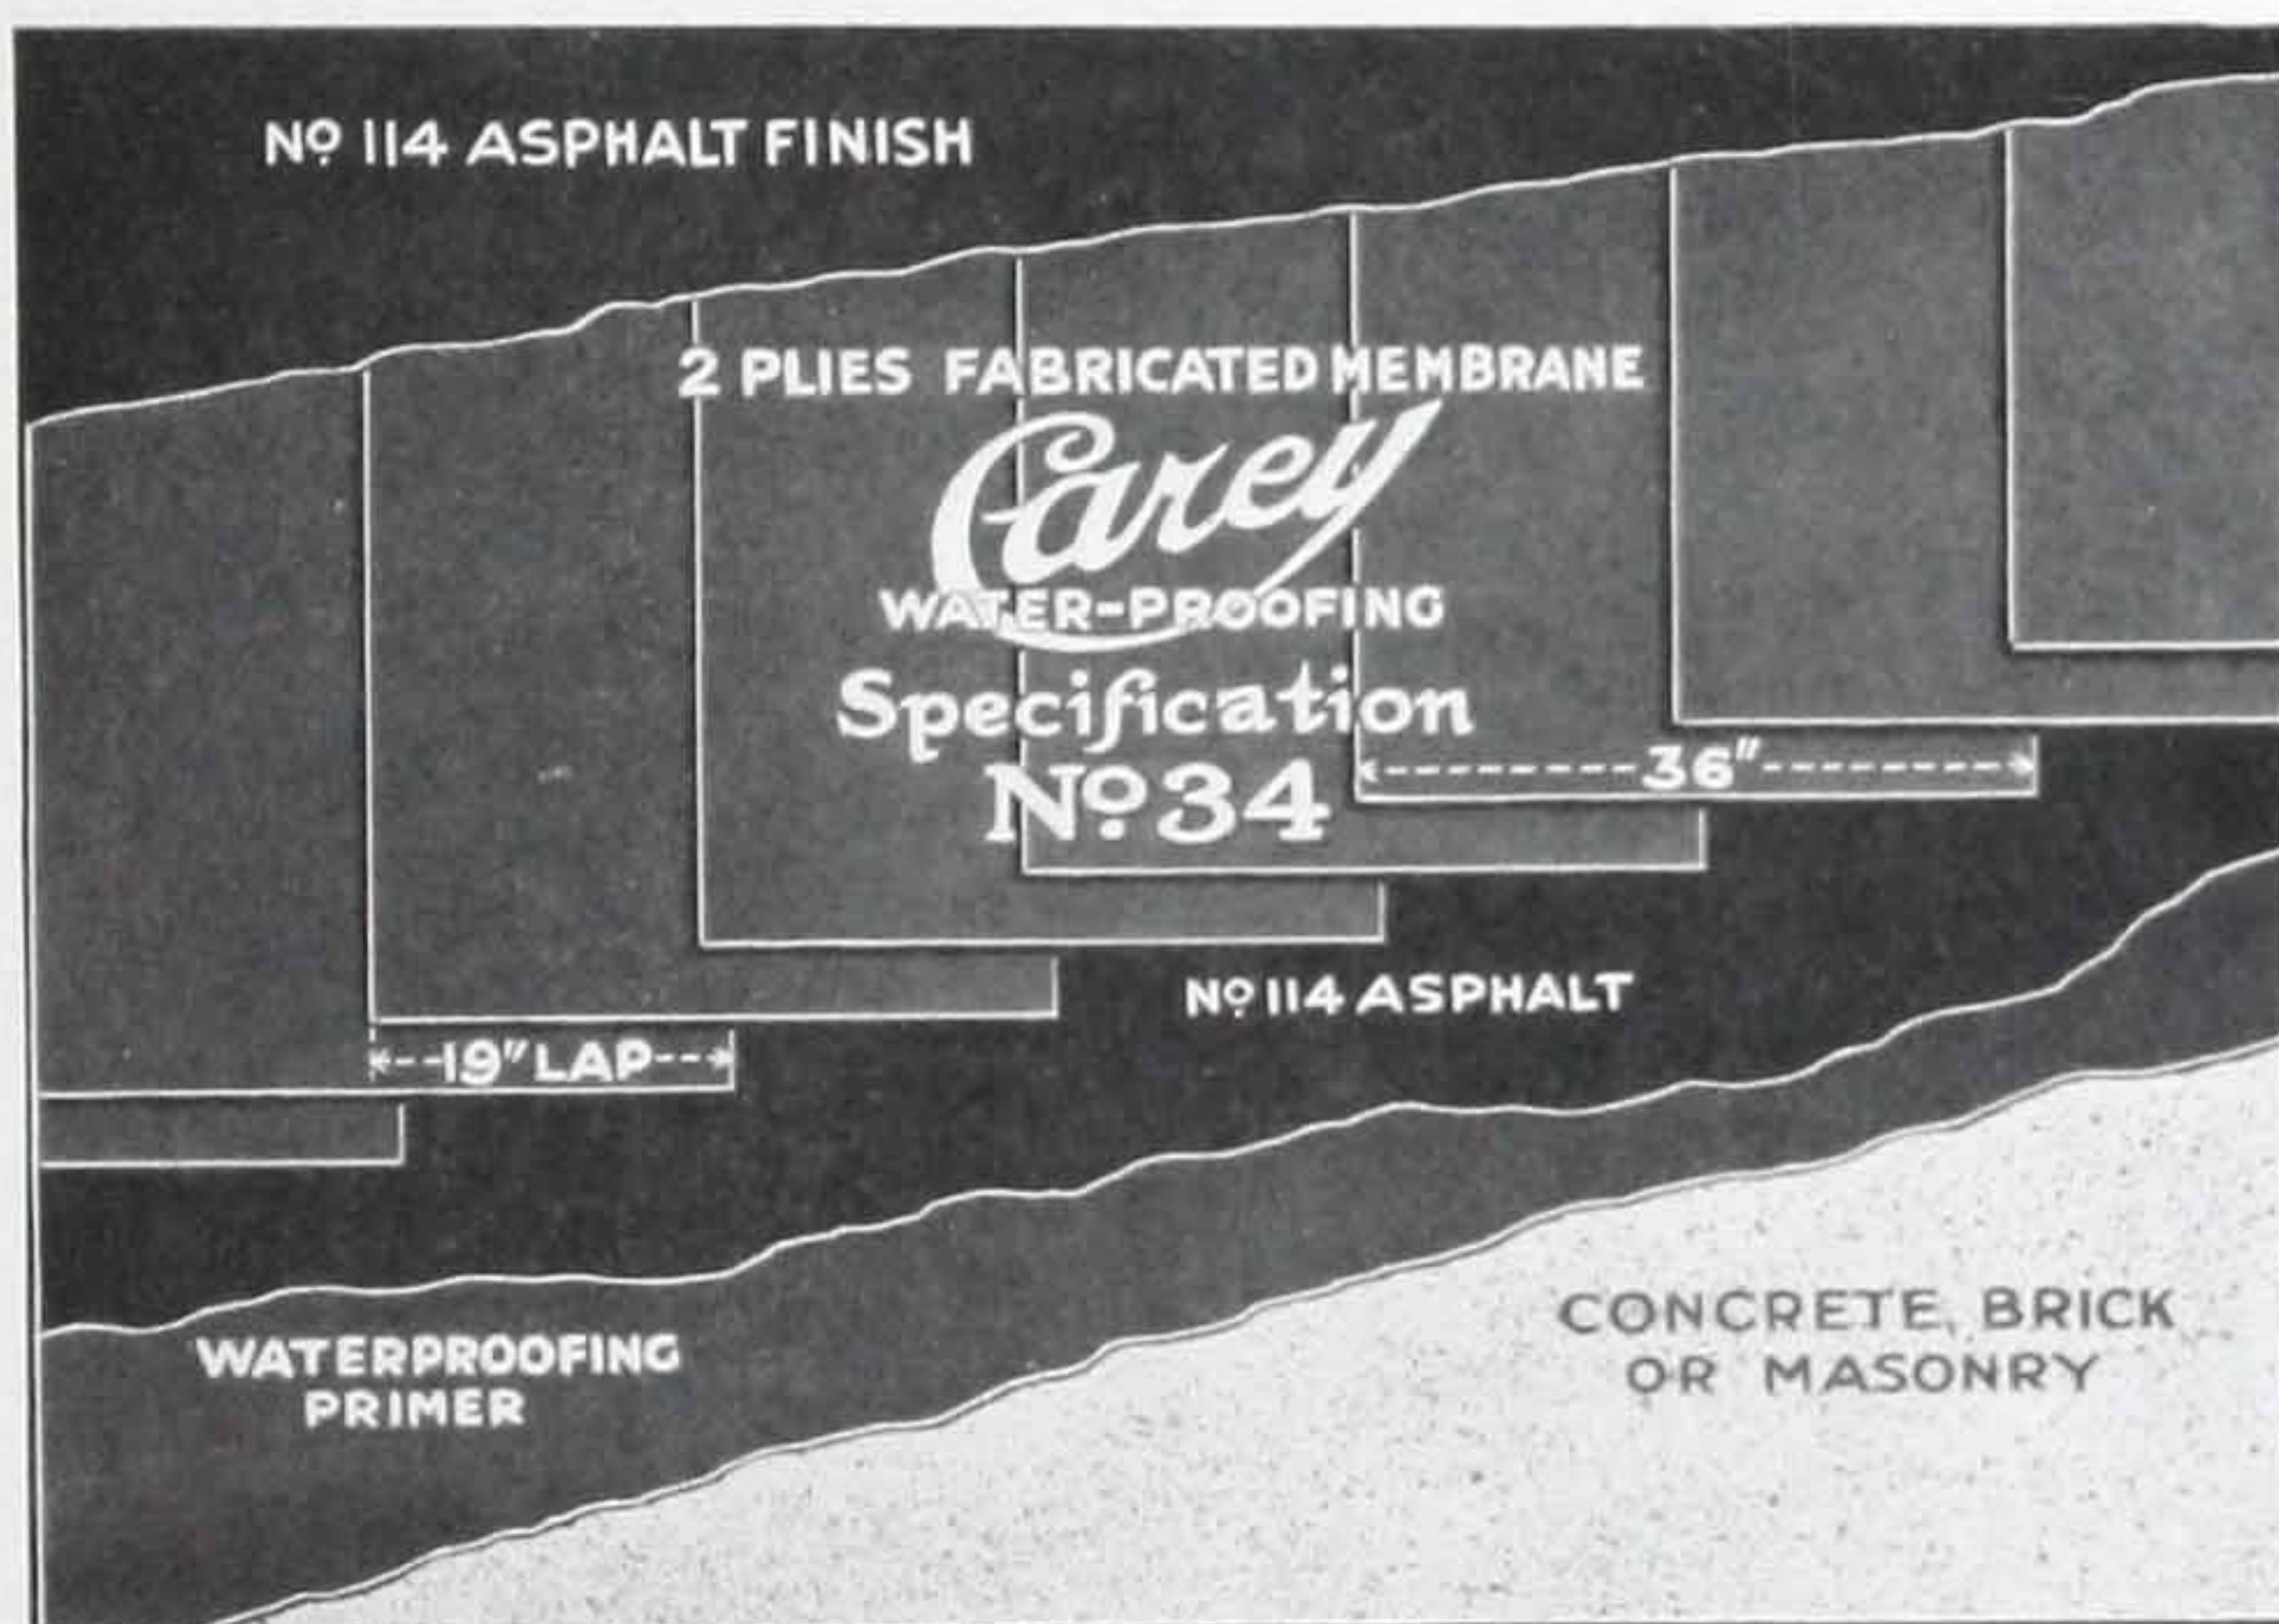 Nº 114 ASPHALT FINISH
2 PLIES FABRICATED MEMBRANE
Carey
WATER-PROOFING
Specification
Nº 34
36"
Nº 114 ASPHALT
19" LAP
WATERPROOFING
PRIMER
CONCRETE, BRICK
OR MASONRY